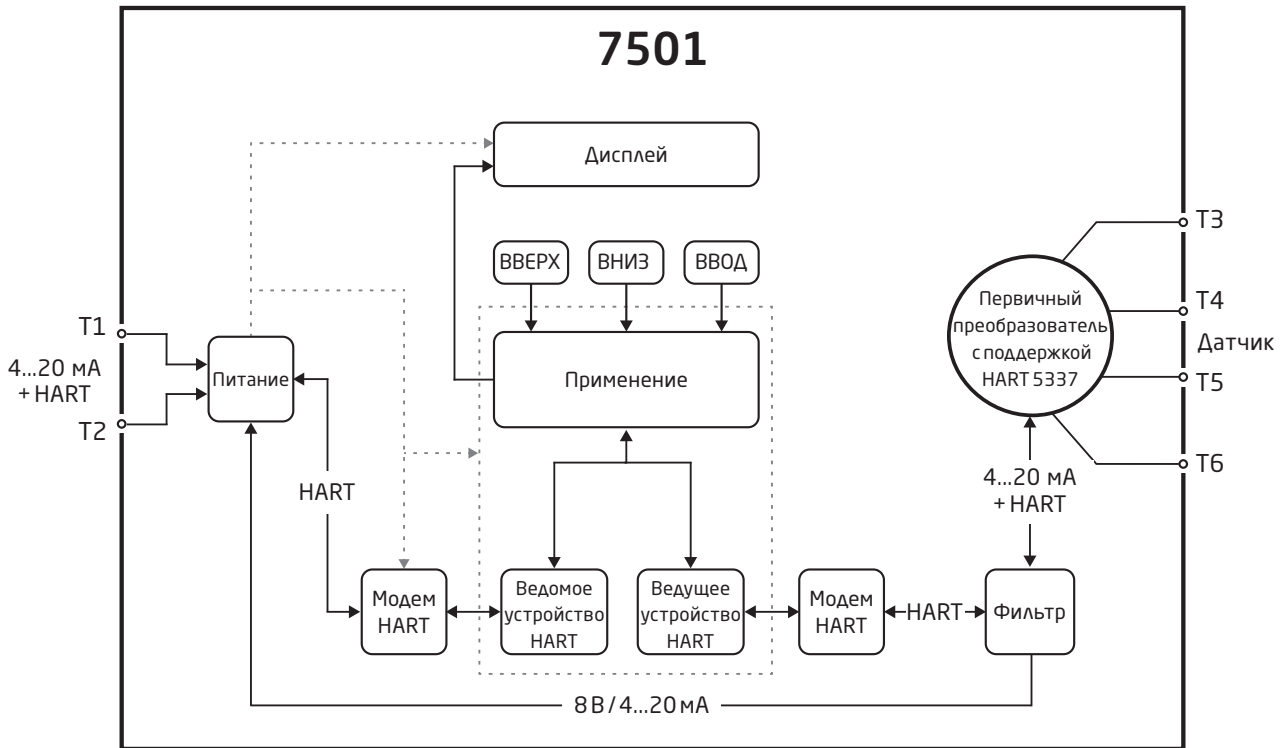 7501
Дисплей
ВВЕРХ
ВНИЗ
ВВОД
T3
T1
4...20 мА
+ HART
T2
Питание
Применение
Первичный
преобразователь
с поддержкой
HART 5337
T4
Датчик
T5
T6
HART
4...20 мА
+ HART
Модем
HART
Ведомое
устройство
HART
Ведущее
устройство
HART
Модем
HART
HART
Фильтр
8 В / 4...20 мА